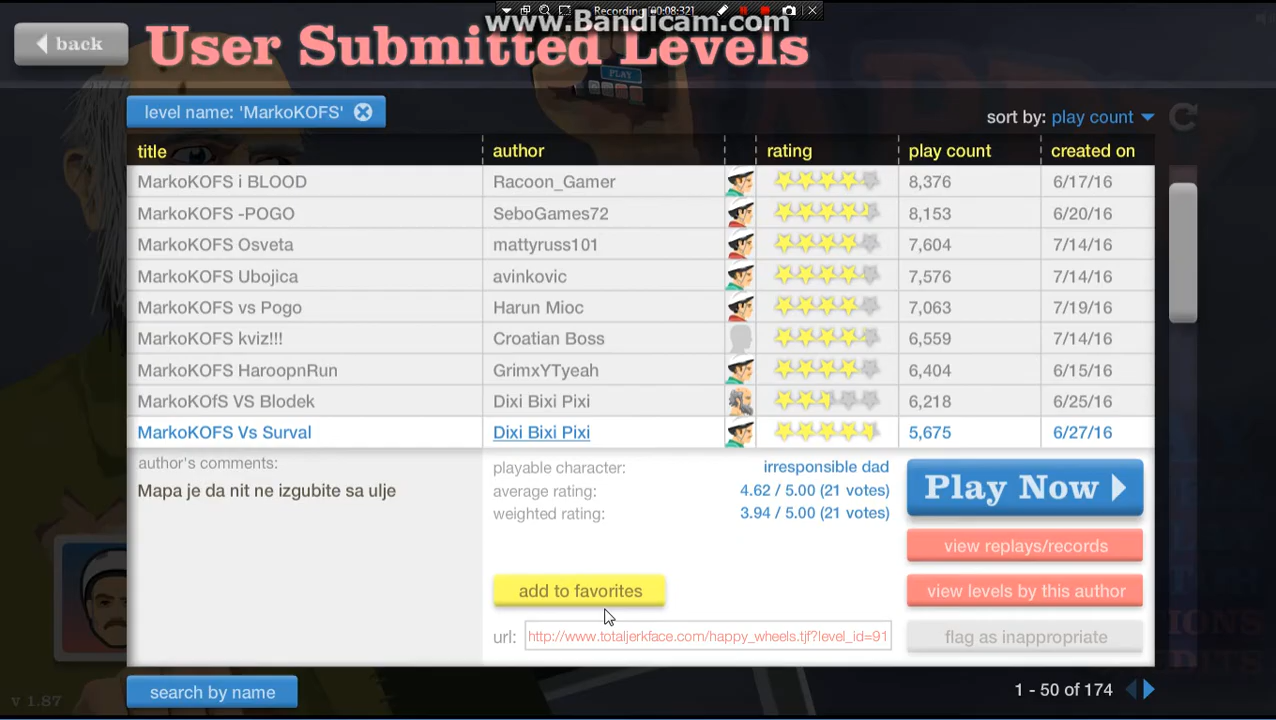 Recording [00:08:32]
www.Bandicam.com
back
User Submitted Levels
PLAY
level name: 'MarkoKOFS'
sort by: play count
title author rating play count created on
MarkoKOFS i BLOOD Racoon_Gamer 8,376 6/17/16
MarkoKOFS -POGO SeboGames72 8,153 6/20/16
MarkoKOFS Osveta mattyruss101 7,604 7/14/16
MarkoKOFS Ubojica avinkovic 7,576 7/14/16
MarkoKOFS vs Pogo Harun Mioc 7,063 7/19/16
MarkoKOFS kviz!!! Croatian Boss 6,559 7/14/16
MarkoKOFS HaroopnRun GrimxYTyeah 6,404 6/15/16
MarkoKOfS VS Blodek Dixi Bixi Pixi 6,218 6/25/16
MarkoKOFS Vs Surval Dixi Bixi Pixi 5,675 6/27/16
author's comments:
Mapa je da nit ne izgubite sa ulje
playable character: irresponsible dad
average rating: 4.62 / 5.00 (21 votes)
weighted rating: 3.94 / 5.00 (21 votes)
Play Now
view replays/records
add to favorites
view levels by this author
url: http://www.totaljerkface.com/happy_wheels.tjf?level_id=91
flag as inappropriate
search by name
1 - 50 of 174
v 1.87